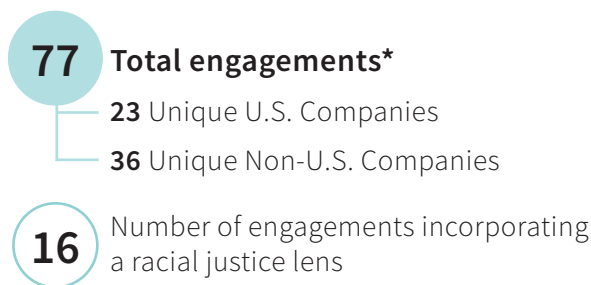 77 Total engagements*
23 Unique U.S. Companies
36 Unique Non-U.S. Companies
16 Number of engagements incorporating
a racial justice lens